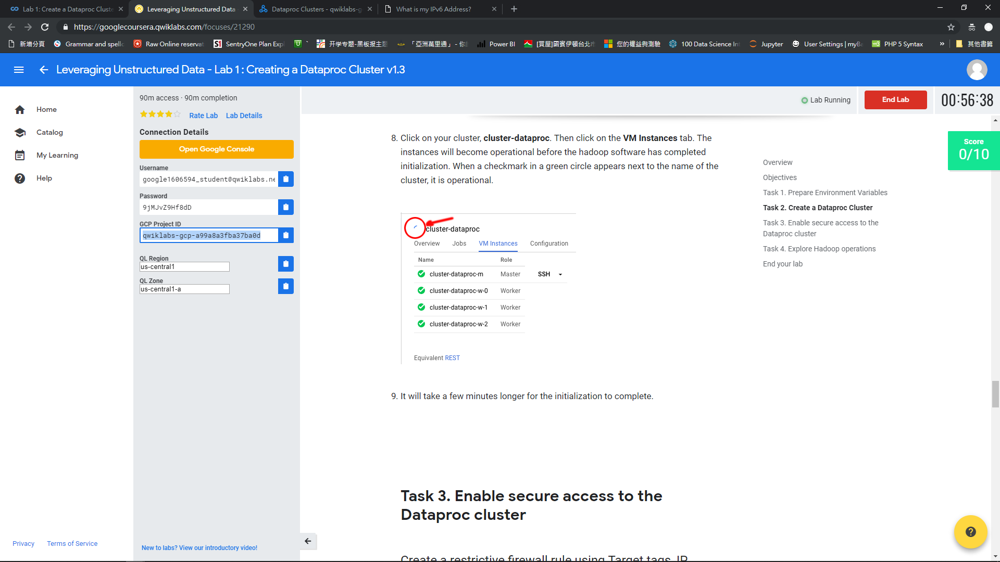 Lab 1: Create a Dataproc Cluste
Leveraging Unstructured Data
Dataproc Clusters - qwiklabs-g
What is my IPv6 Address?
https://googlecoursera.qwiklabs.com/focuses/21290
新增分頁
Grammar and spellc
Raw Online reservat
SentryOne Plan Expl
开学专题-黑板报主题
「亞洲萬里通」 - 你的
Power BI
[買屋]國賓伊頓台北市
您的權益與測驗
100 Data Science Int
Jupyter
User Settings | myBa
PHP 5 Syntax
»
其他書籤
Leveraging Unstructured Data - Lab 1 : Creating a Dataproc Cluster v1.3
Home
Catalog
My Learning
Help
Privacy
Terms of Service
90m access · 90m completion
Rate Lab
Lab Details
Connection Details
Open Google Console
Username
google1606594_student@qwiklabs.ne
Password
9jMJvZ9Hf8dD
GCP Project ID
qwiklabs-gcp-a99a8a3fba37ba0d
QL Region
us-central1
QL Zone
us-central1-a
New to labs? View our introductory video!
Lab Running
End Lab
00:56:38
Score
0/10
8. Click on your cluster, cluster-dataproc. Then click on the VM Instances tab. The
instances will become operational before the hadoop software has completed
initialization. When a checkmark in a green circle appears next to the name of the
cluster, it is operational.
cluster-dataproc
Overview
Jobs
VM Instances
Configuration
Name
Role
cluster-dataproc-m
Master
SSH
cluster-dataproc-w-0
Worker
cluster-dataproc-w-1
Worker
cluster-dataproc-w-2
Worker
Equivalent REST
9. It will take a few minutes longer for the initialization to complete.
Task 3. Enable secure access to the
Dataproc cluster
Create a restrictive firewall rule using Target tags, IP
Overview
Objectives
Task 1. Prepare Environment Variables
Task 2. Create a Dataproc Cluster
Task 3. Enable secure access to the
Dataproc cluster
Task 4. Explore Hadoop operations
End your lab